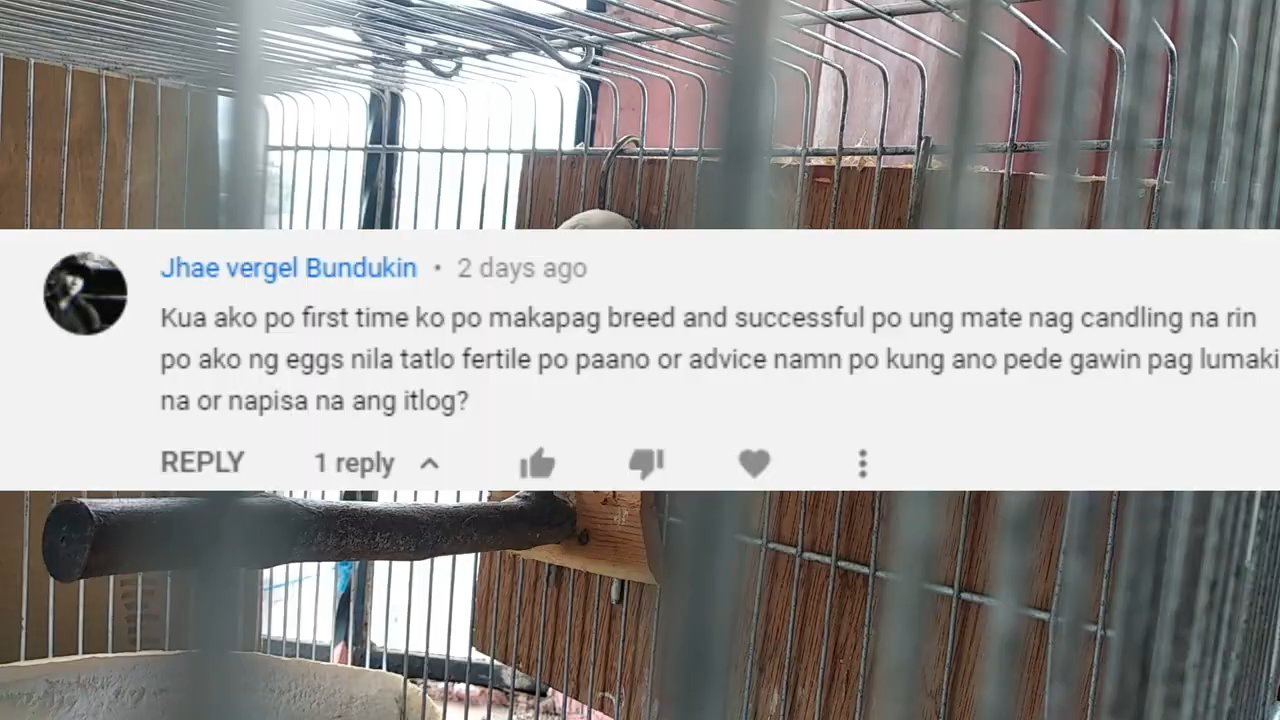 Jhae vergel Bundukin • 2 days ago
Kua ako po first time ko po makapag breed and successful po ung mate nag candling na rin
po ako ng eggs nila tatlo fertile po paano or advice namn po kung ano pede gawin pag lumaki
na or napisa na ang itlog?
REPLY 1 reply